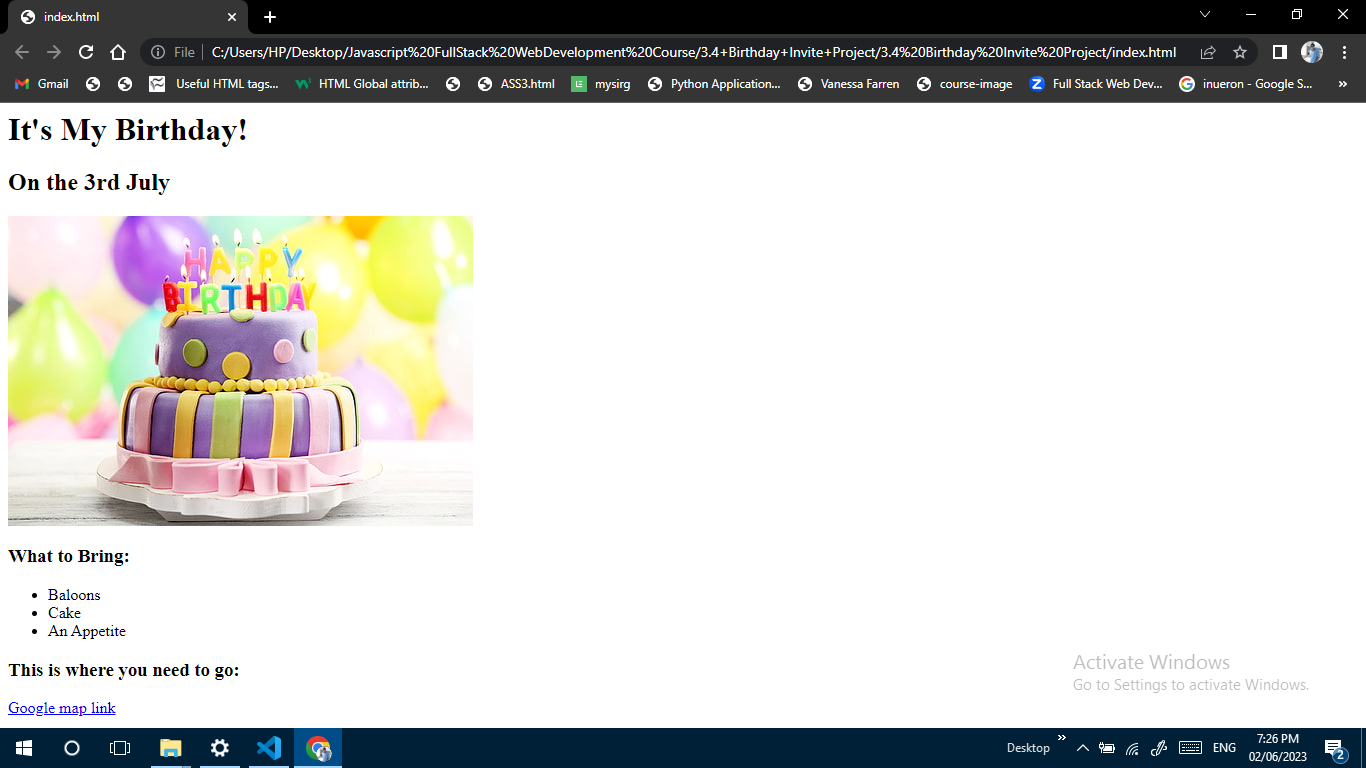 index.html
File
C:/Users/HP/Desktop/Javascript%20FullStack%20WebDevelopment%20Course/3.4+Birthday+Invite+Project/3.4%20Birthday%20Invite%20Project/index.html
Gmail Useful HTML tags... HTML Global attrib... ASS3.html mysirg Python Application... Vanessa Farren course-image Full Stack Web Dev... inueron - Google S... »
It's My Birthday!
On the 3rd July
HAPPY
BIRTHDAY
What to Bring:
• Baloons
• Cake
• An Appetite
This is where you need to go:
Google map link
Activate Windows
Go to Settings to activate Windows.
Desktop » ENG
7:26 PM
02/06/2023
2